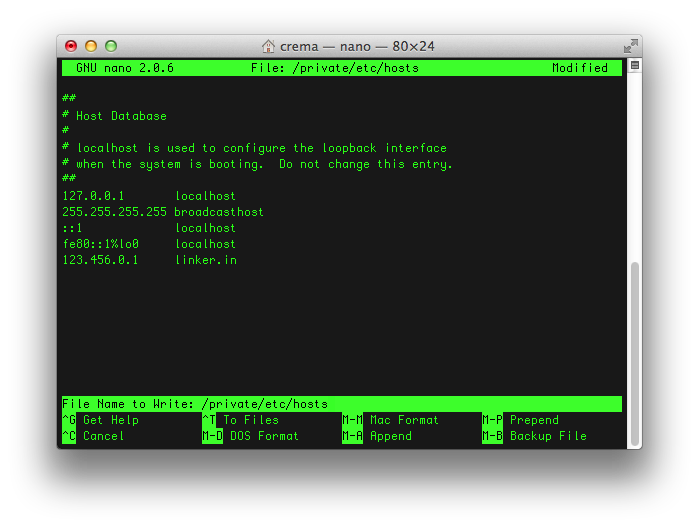 crema — nano — 80×24
GNU nano 2.0.6 File: /private/etc/hosts Modified
##
# Host Database
#
# localhost is used to configure the loopback interface
# when the system is booting.  Do not change this entry.
##
127.0.0.1 localhost
255.255.255.255 broadcasthost
::1 localhost
fe80::1%lo0 localhost
123.456.0.1 linker.in
File Name to Write: /private/etc/hosts
^G Get Help ^T To Files M-M Mac Format M-P Prepend
^C Cancel M-D DOS Format M-A Append M-B Backup File